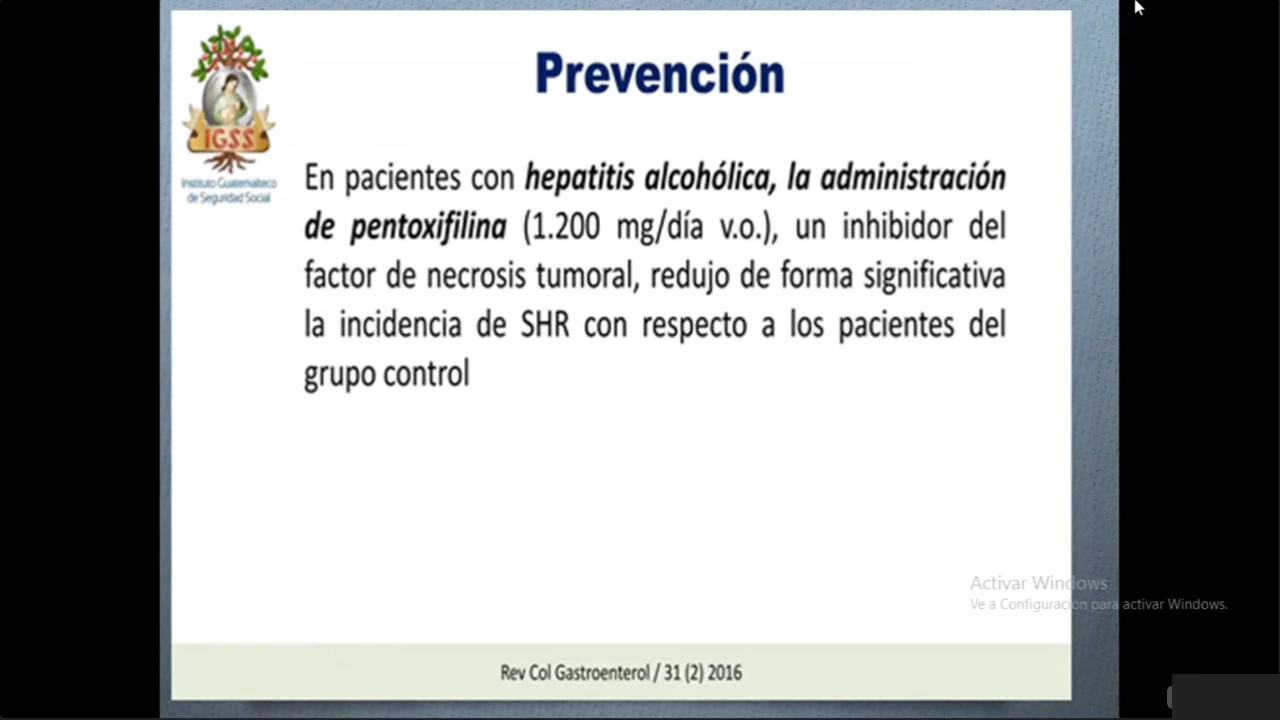 Prevención
IGSS
Instituto Guatemalteco
de Seguridad Social
En pacientes con hepatitis alcohólica, la administración
de pentoxifilina (1.200 mg/día v.o.), un inhibidor del
factor de necrosis tumoral, redujo de forma significativa
la incidencia de SHR con respecto a los pacientes del
grupo control
Activar Windows
Ve a Configuración para activar Windows.
Rev Col Gastroenterol / 31 (2) 2016